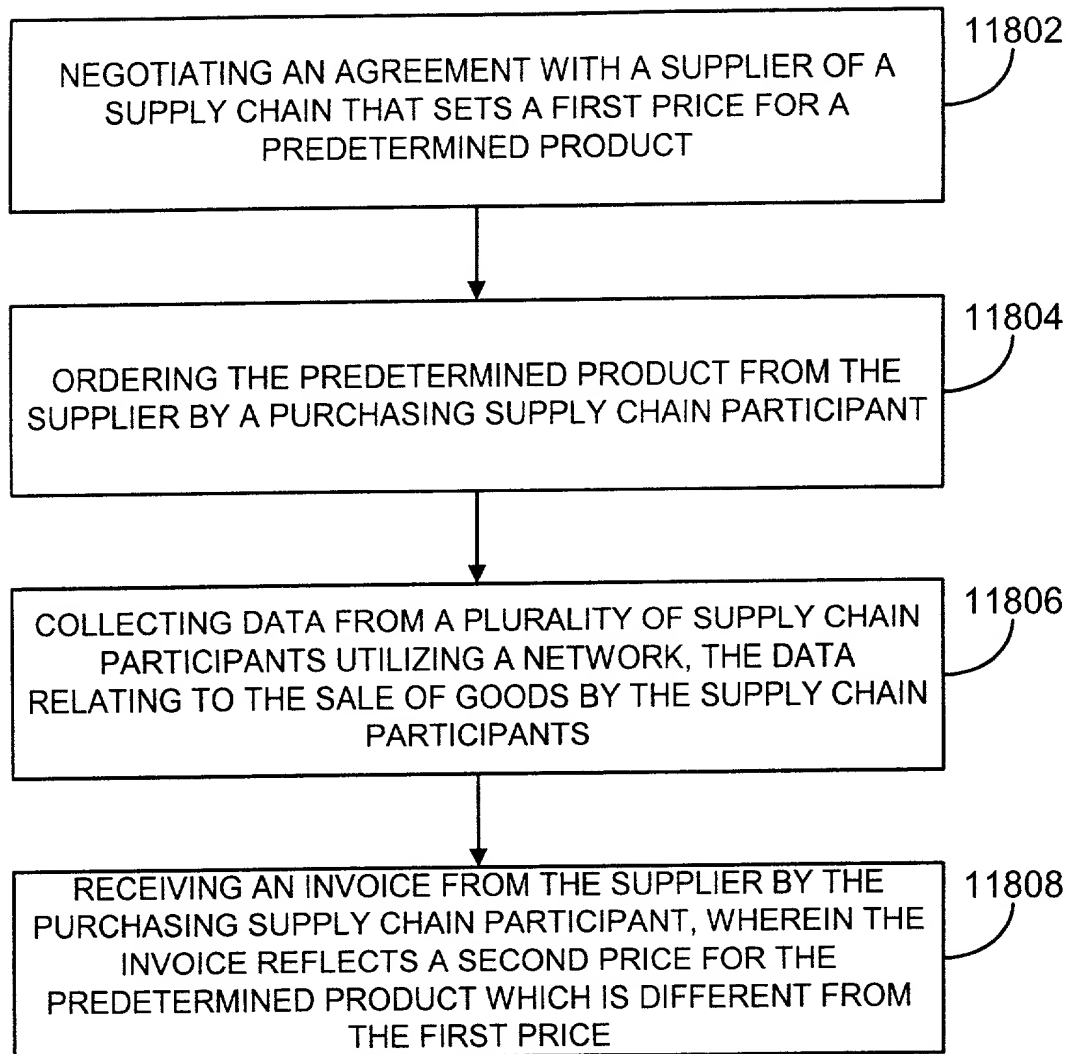 11802
NEGOTIATING AN AGREEMENT WITH A SUPPLIER OF A
SUPPLY CHAIN THAT SETS A FIRST PRICE FOR A
PREDETERMINED PRODUCT
11804
ORDERING THE PREDETERMINED PRODUCT FROM THE
SUPPLIER BY A PURCHASING SUPPLY CHAIN PARTICIPANT
11806
COLLECTING DATA FROM A PLURALITY OF SUPPLY CHAIN
PARTICIPANTS UTILIZING A NETWORK, THE DATA
RELATING TO THE SALE OF GOODS BY THE SUPPLY CHAIN
PARTICIPANTS
11808
RECEIVING AN INVOICE FROM THE SUPPLIER BY THE
PURCHASING SUPPLY CHAIN PARTICIPANT, WHEREIN THE
INVOICE REFLECTS A SECOND PRICE FOR THE
PREDETERMINED PRODUCT WHICH IS DIFFERENT FROM
THE FIRST PRICE